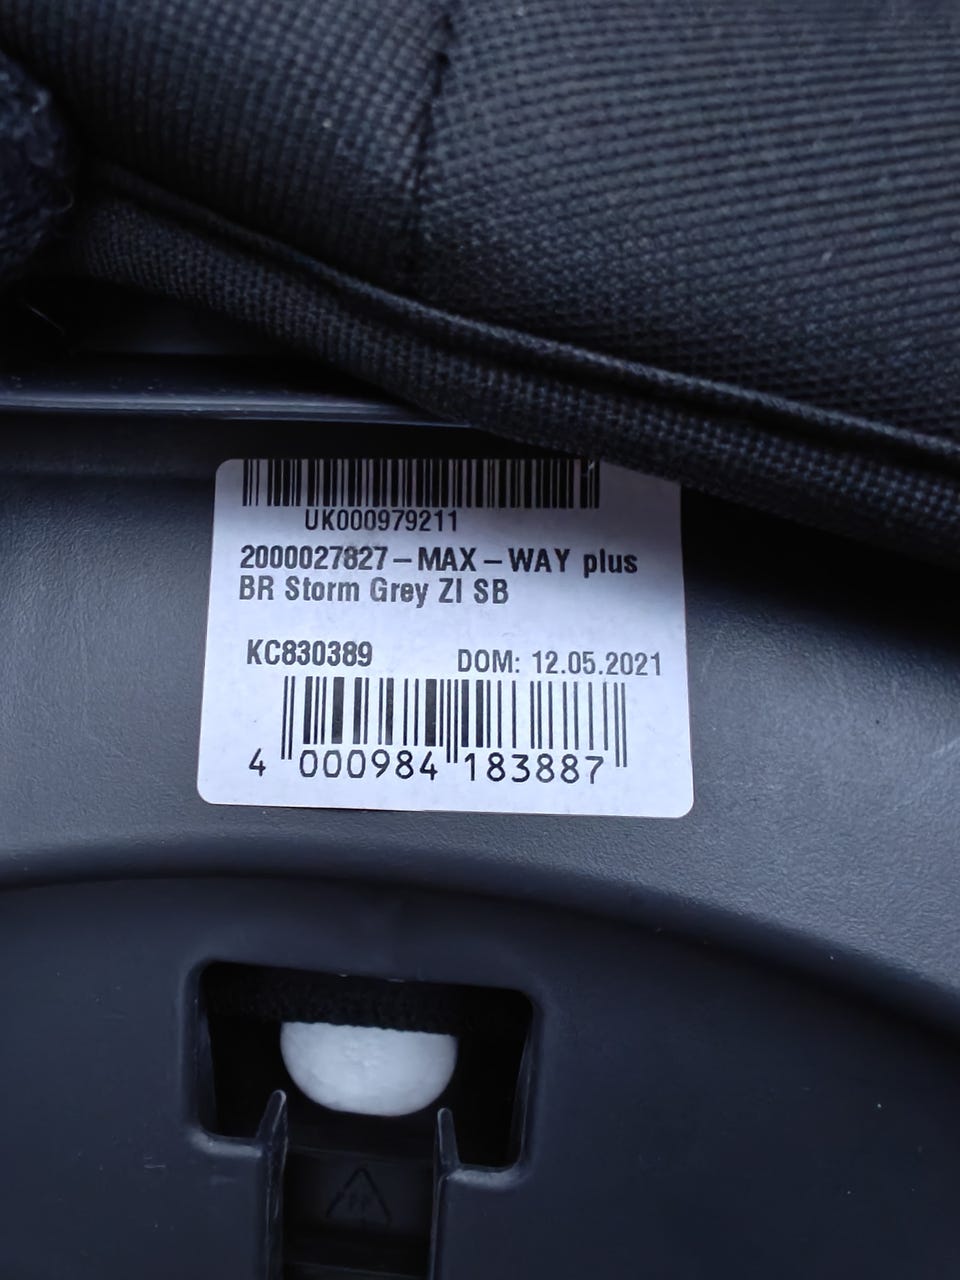 UK000979211
2000027827-MAX-WAY plus
BR Storm Grey ZI SB
KC830389 DOM: 12.05.2021
4 000984 183887